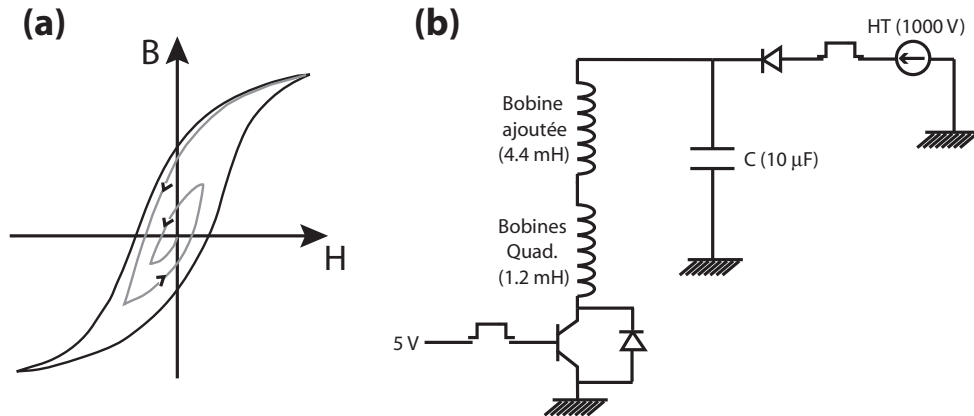 (a)
B
H
(b)
HT (1000 V)
Bobine
ajoutée
(4.4 mH)
C (10 μF)
Bobines
Quad.
(1.2 mH)
5 V